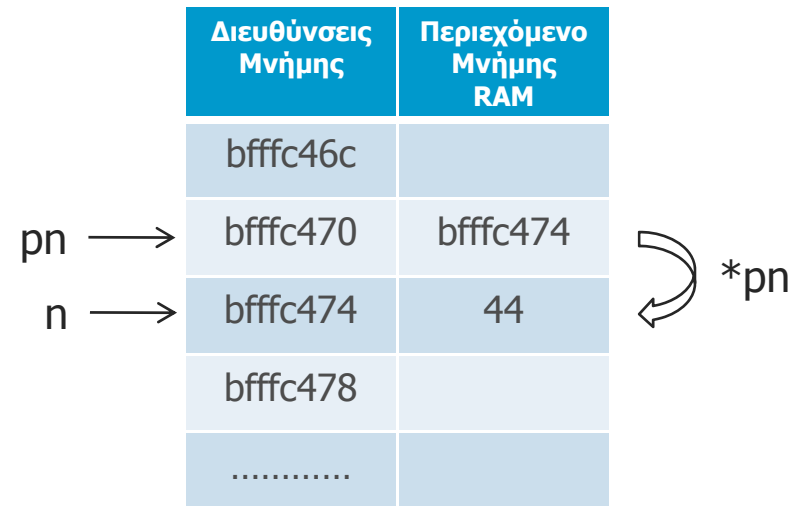 Διευθύνσεις Μνήμης
Περιεχόμενο Μνήμης RAM
bfffc46c
pn bfffc470 bfffc474
*pn
n bfffc474 44
bfffc478
............